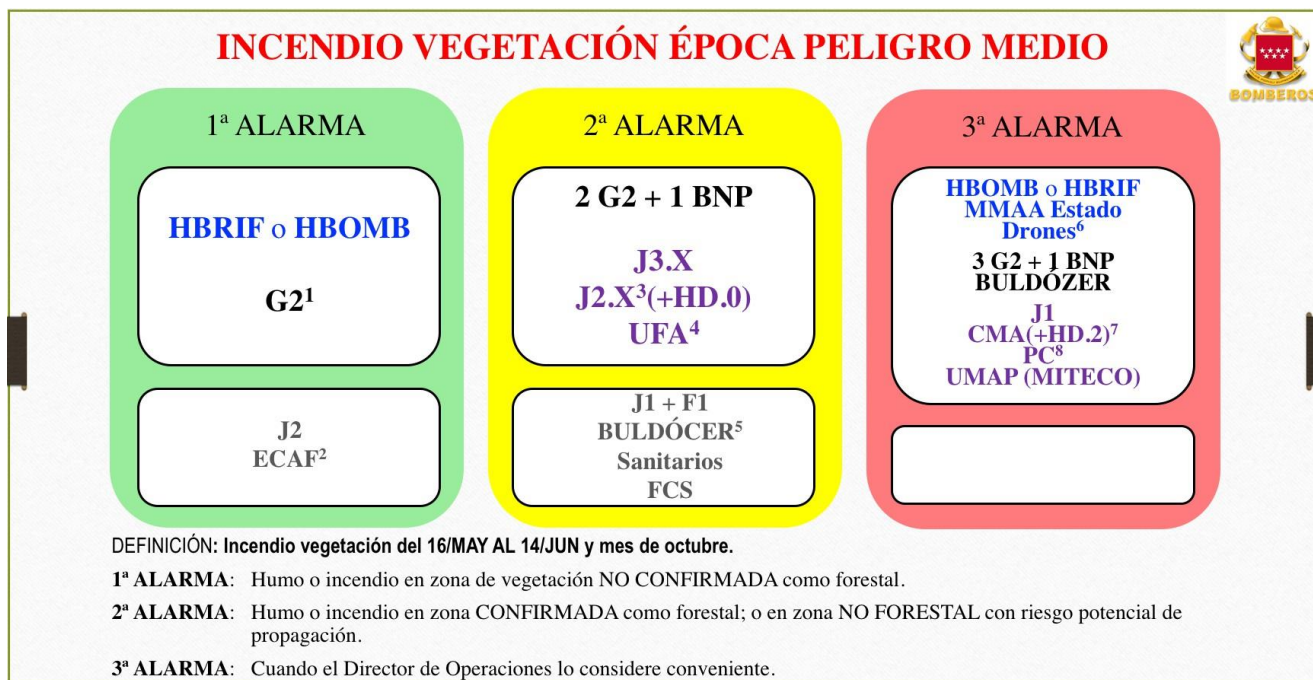 INCENDIO VEGETACIÓN ÉPOCA PELIGRO MEDIO
BOMBEROS
1ª ALARMA
HBRIF o HBOMB
G2¹
J2
ECAF²
2ª ALARMA
2 G2 + 1 BNP
J3.X
J2.X³(+HD.0)
UFA⁴
J1 + F1
BULDÓCER⁵
Sanitarios
FCS
3ª ALARMA
HBOMB o HBRIF
MMAA Estado
Drones⁶
3 G2 + 1 BNP
BULDÓZER
J1
CMA(+HD.2)⁷
PC⁸
UMAP (MITECO)
DEFINICIÓN: Incendio vegetación del 16/MAY AL 14/JUN y mes de octubre.
1ª ALARMA: Humo o incendio en zona de vegetación NO CONFIRMADA como forestal.
2ª ALARMA: Humo o incendio en zona CONFIRMADA como forestal; o en zona NO FORESTAL con riesgo potencial de
propagación.
3ª ALARMA: Cuando el Director de Operaciones lo considere conveniente.